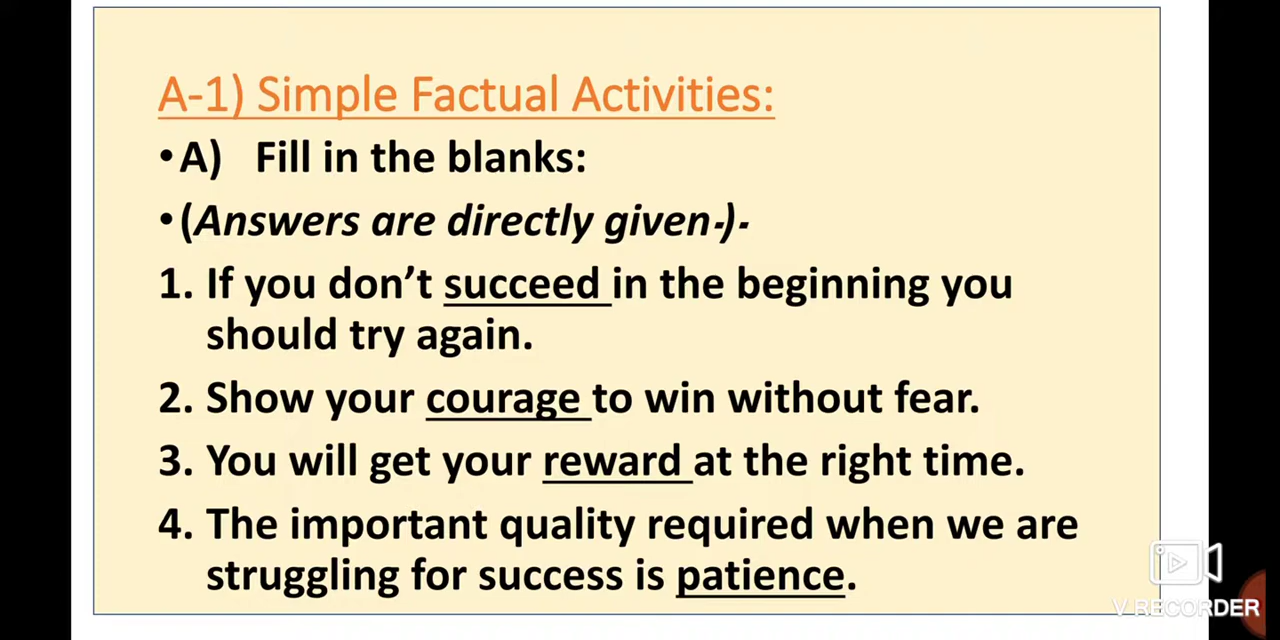 A-1) Simple Factual Activities:
•A) Fill in the blanks:
•(Answers are directly given-)-
1. If you don’t succeed in the beginning you
should try again.
2. Show your courage to win without fear.
3. You will get your reward at the right time.
4. The important quality required when we are
struggling for success is patience.
V RECORDER